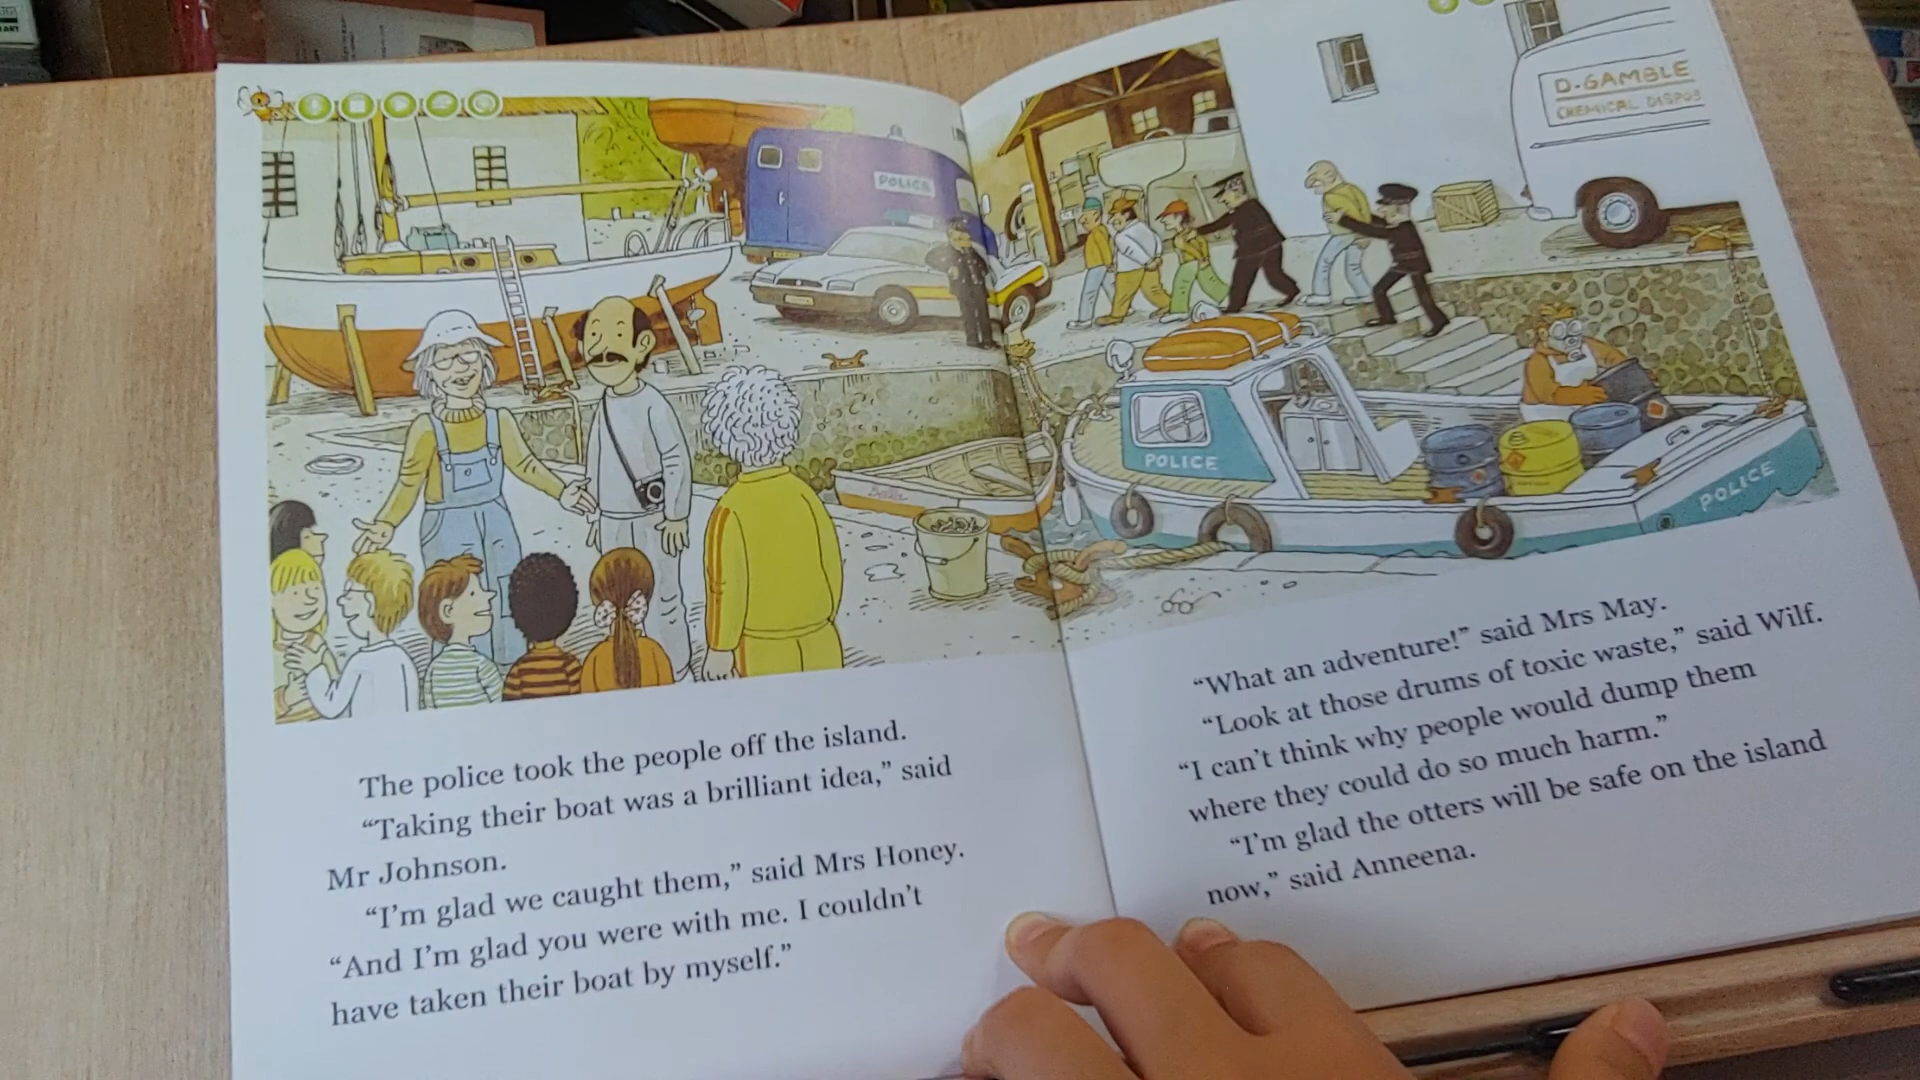 POLICE
D. GAMBLE
CHEMICAL DISPOS
POLICE
POLICE
The police took the people off the island.
“Taking their boat was a brilliant idea,” said
Mr Johnson.
“I’m glad we caught them,” said Mrs Honey.
“And I’m glad you were with me. I couldn’t
have taken their boat by myself.”
“What an adventure!” said Mrs May.
“Look at those drums of toxic waste,” said Wilf.
“I can’t think why people would dump them
where they could do so much harm.”
“I’m glad the otters will be safe on the island
now,” said Anneena.